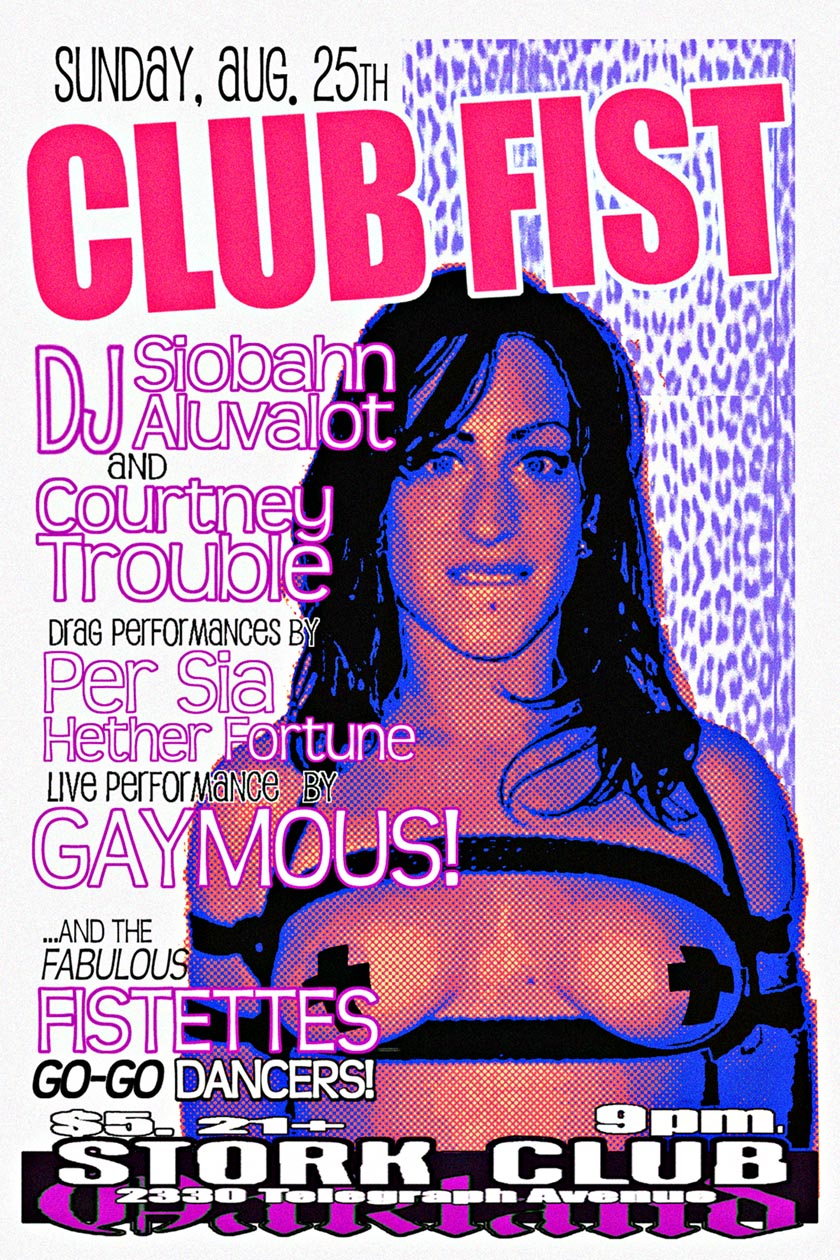 SUNDAY, AUG. 25TH
CLUB FIST
DJ Siobahn
Aluvalot
AND
Courtney
Trouble
Drag Performances BY
Per Sia
Hether Fortune
Live Performance BY
GAYMOUS!
...AND THE
FABULOUS
FISTETTES
GO-GO DANCERS!
$5. 21+ 9pm.
STORK CLUB
2330 Telegraph Avenue
Oakland